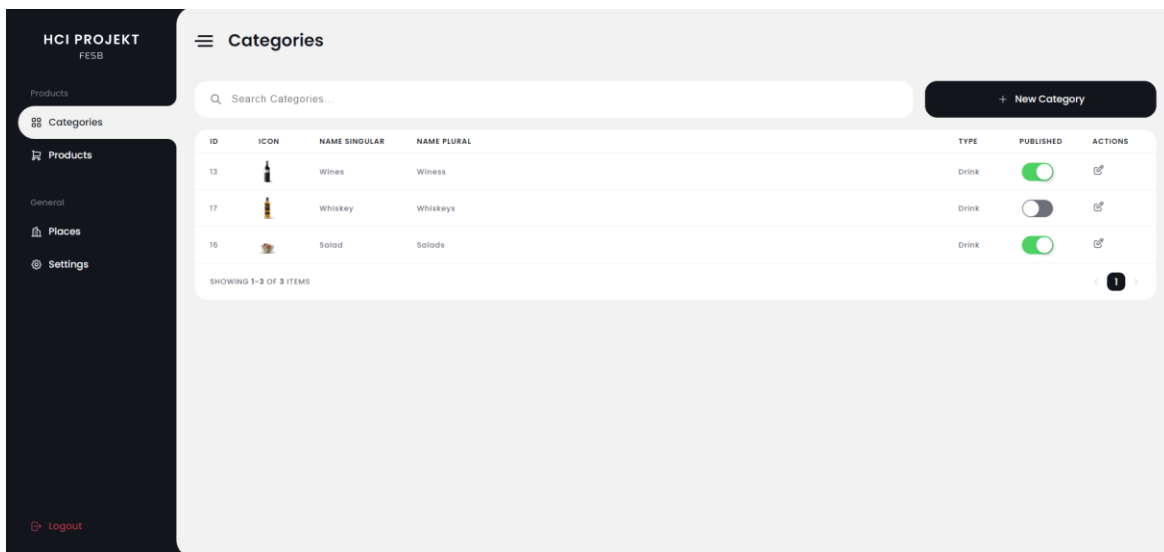 HCI PROJEKT
FESB
Products
Categories
Products
General
Places
Settings
Logout
Categories
Search Categories...
+ New Category
ID ICON NAME SINGULAR NAME PLURAL TYPE PUBLISHED ACTIONS
13 Wines Winess Drink
17 Whiskey Whiskeys Drink
16 Salad Salads Drink
SHOWING 1-3 OF 3 ITEMS
< 1 >